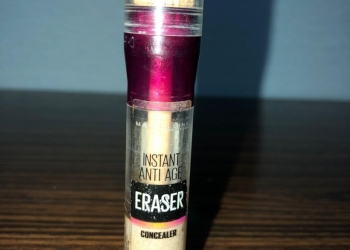 INSTANT
ANTI AGE
ERASER
CONCEALER